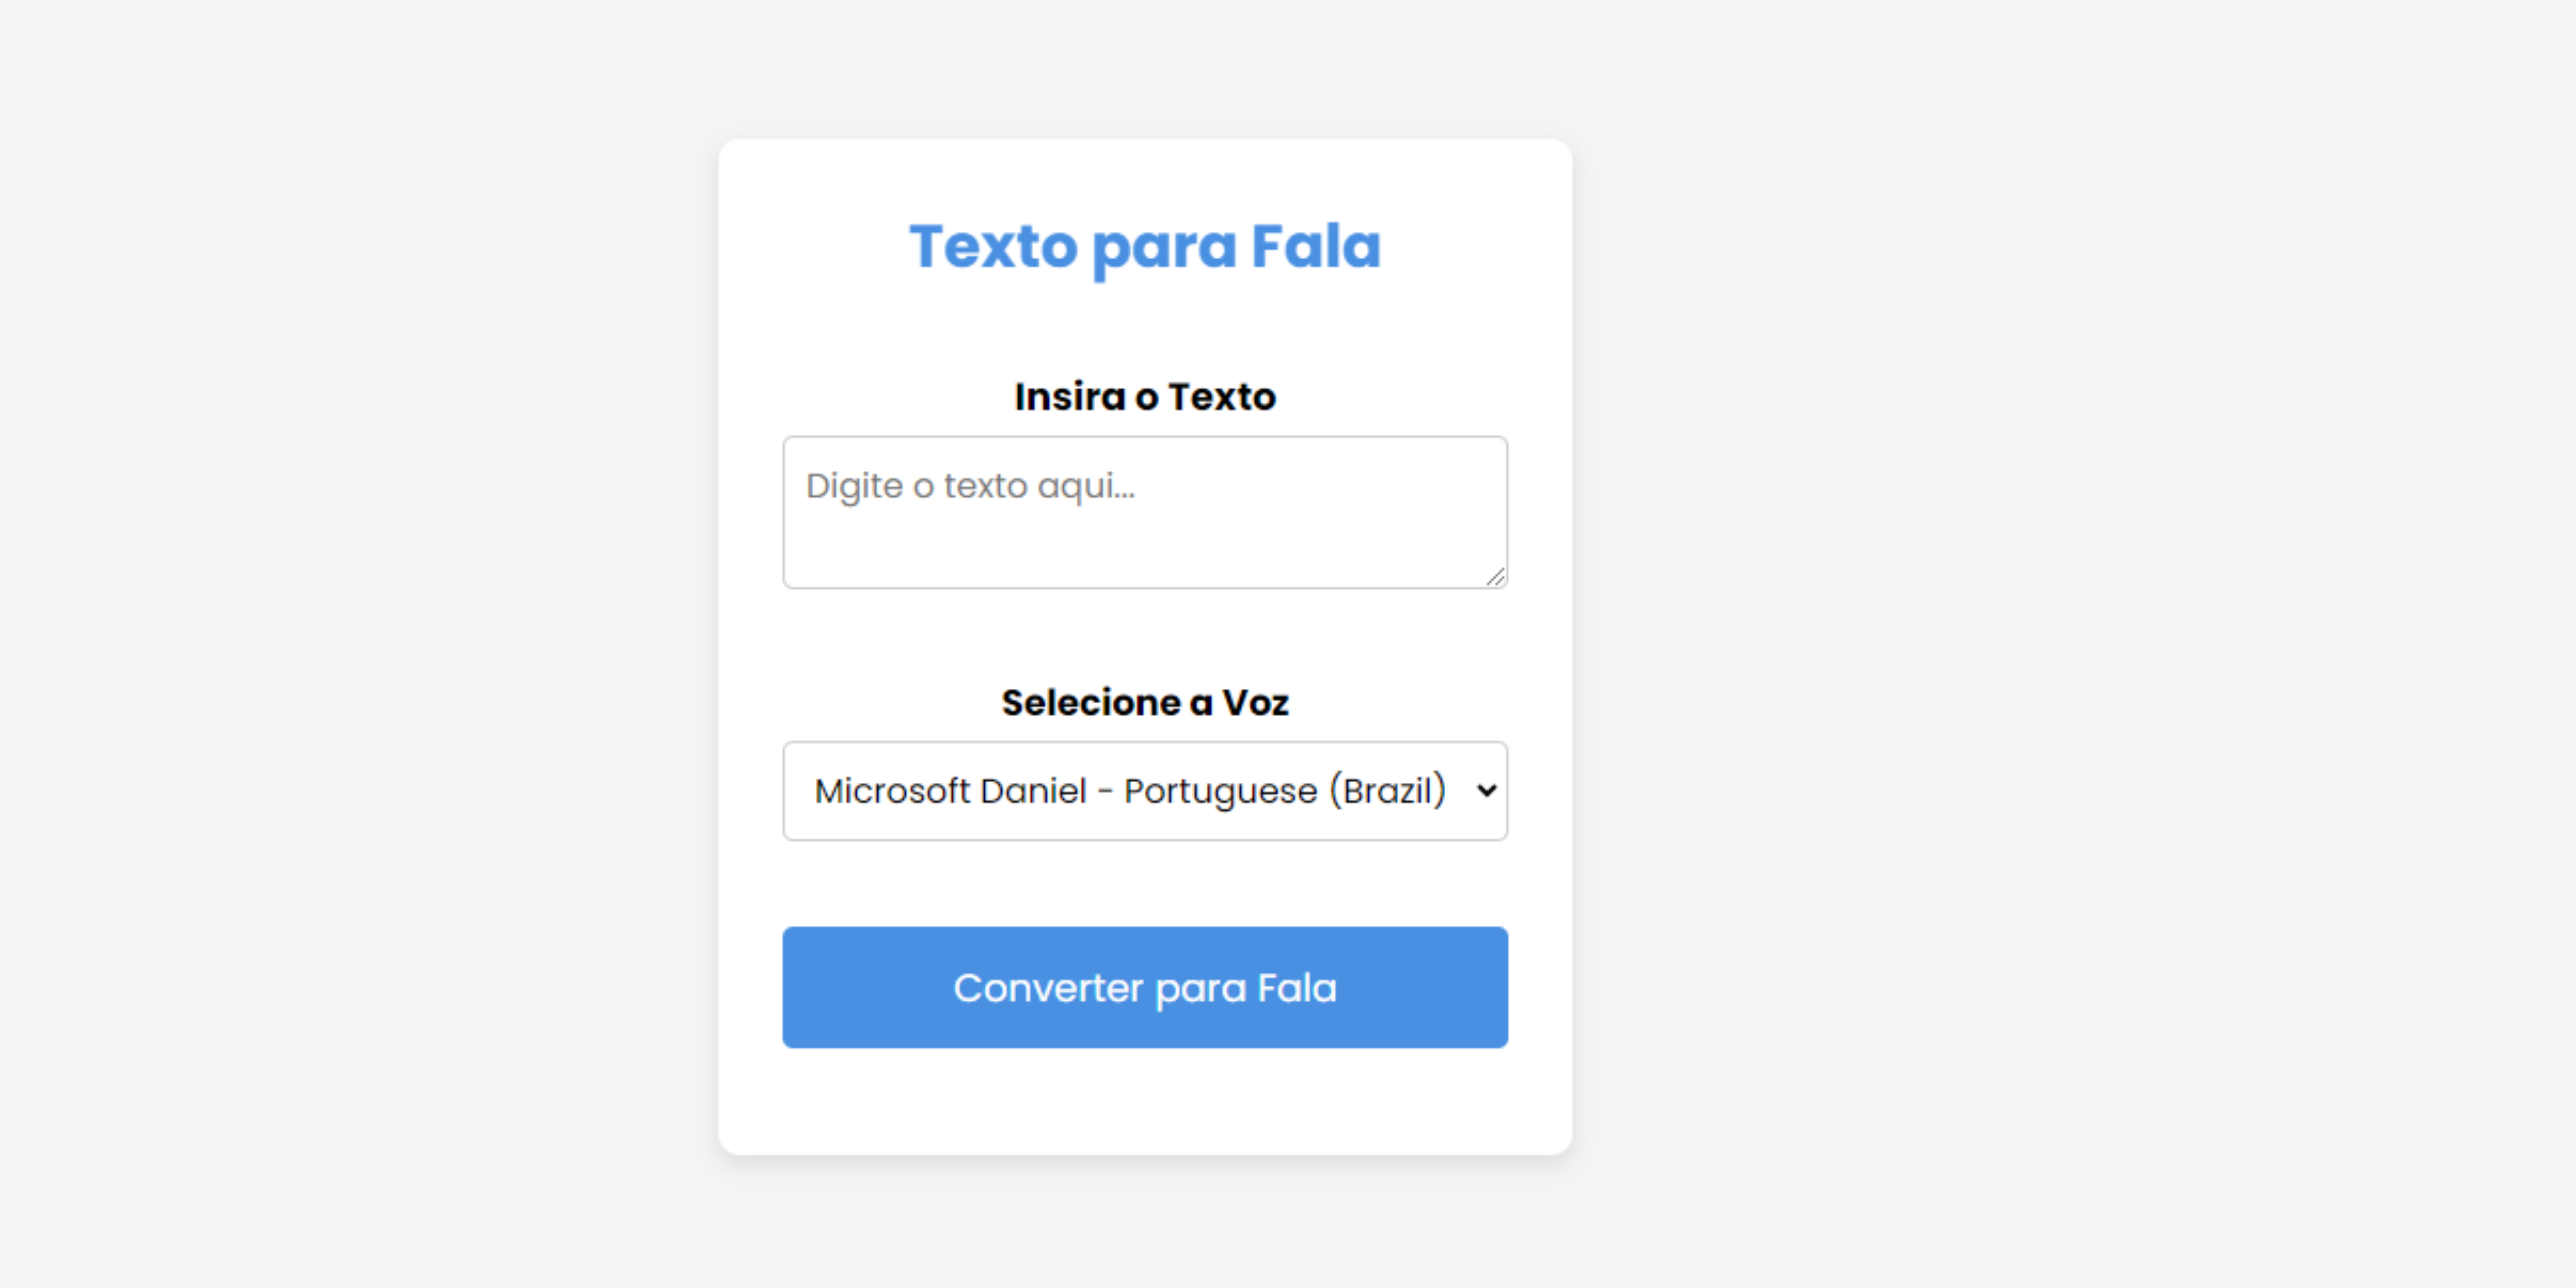 Texto para Fala
Insira o Texto
Digite o texto aqui...
Selecione a Voz
Microsoft Daniel - Portuguese (Brazil)
Converter para Fala